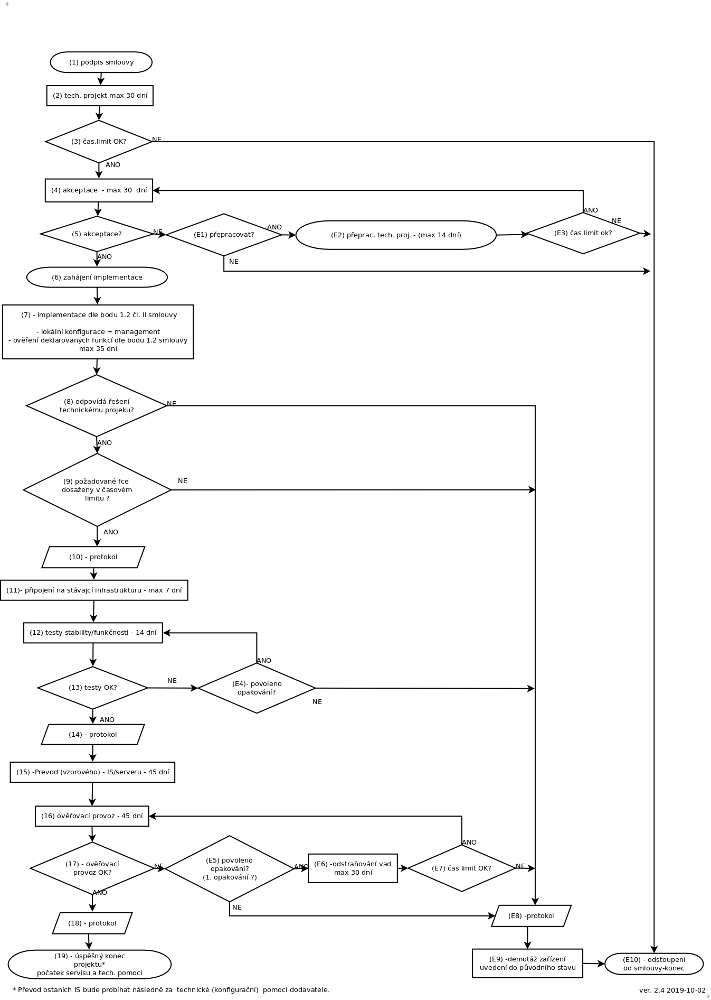 +
(1) podpis smlouvy
(2) tech. projekt max 30 dní
(3) čas.limit OK?
NE
ANO
(4) akceptace  - max 30  dní
(5) akceptace?
NE
ANO
(E1) přepracovat?
ANO
NE
(E2) přeprac. tech. proj. - (max 14 dní)
(E3) čas limit ok?
ANO
NE
(6) zahájení implementace
(7) - implementace dle bodu 1.2 čl. II smlouvy
- lokální konfigurace + management
- ověření deklarovaných funkcí dle bodu 1.2 smlouvy
max 35 dní
(8) odpovídá řešení
technickému projeku?
NE
ANO
(9) požadované fce
dosaženy v časovém
limitu ?
NE
ANO
(10) - protokol
(11)- připojení na stávajcí infrastrukturu - max 7 dní
(12) testy stability/funkčnosti - 14 dní
(13) testy OK?
NE
ANO
(E4)- povoleno
opakování?
ANO
NE
(14) - protokol
(15) -Prevod (vzorového) - IS/serveru - 45 dní
(16) ověřovací provoz - 45 dní
(17) - ověřovací
provoz OK?
NE
ANO
(E5) povoleno
opakování?
(1. opakování ?)
ANO
NE
(E6) -odstraňování vad
max 30 dní
(E7) čas limit OK?
ANO
NE
(18) - protokol
(E8) -protokol
(19) - úspěšný konec
projektu*
počatek servisu a tech. pomoci
(E9) -demotáž zařízení
uvedení do původního stavu
(E10) - odstoupení
od smlouvy-konec
* Převod ostaních IS bude probíhat následně za  technické (konfigurační)  pomoci dodavatele.
ver. 2.4 2019-10-02
+